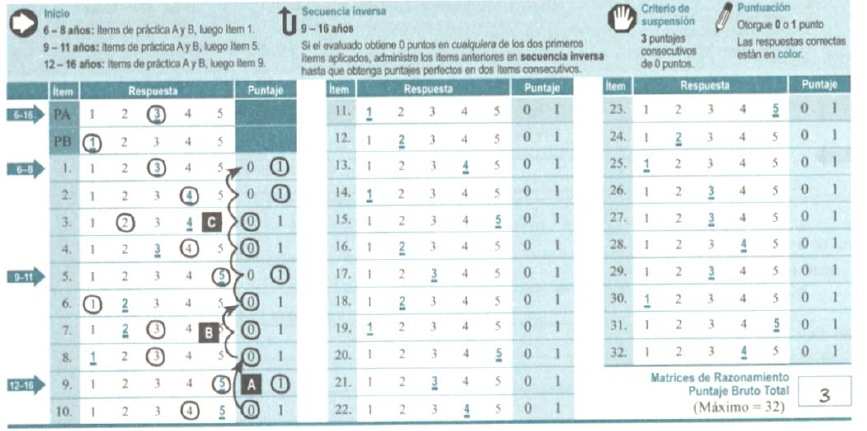 Inicio
6 – 8 años: ítems de práctica A y B, luego ítem 1.
9 – 11 años: ítems de práctica A y B, luego ítem 5.
12 – 16 años: ítems de práctica A y B, luego ítem 9.
Secuencia inversa
9 – 16 años
Si el evaluado obtiene 0 puntos en cualquiera de los dos primeros
ítems aplicados, administre los ítems anteriores en secuencia inversa
hasta que obtenga puntajes perfectos en dos ítems consecutivos.
Criterio de
suspensión
3 puntajes
consecutivos
de 0 puntos.
Puntuación
Otorgue 0 o 1 punto
Las respuestas correctas
están en color.
Ítem Respuesta Puntaje
6-16 PA 1 2 3 4 5
PB 1 2 3 4 5
6-8 1. 1 2 3 4 5 0 1
2. 1 2 3 4 5 0 1
3. 1 2 3 4 C 0 1
4. 1 2 3 4 5 0 1
9-11 5. 1 2 3 4 5 0 1
6. 1 2 3 4 5 0 1
7. 1 2 3 4 B 5 0 1
8. 1 2 3 4 5 0 1
12-16 9. 1 2 3 4 5 A 0 1
10. 1 2 3 4 5 0 1
Ítem Respuesta Puntaje
11. 1 2 3 4 5 0 1
12. 1 2 3 4 5 0 1
13. 1 2 3 4 5 0 1
14. 1 2 3 4 5 0 1
15. 1 2 3 4 5 0 1
16. 1 2 3 4 5 0 1
17. 1 2 3 4 5 0 1
18. 1 2 3 4 5 0 1
19. 1 2 3 4 5 0 1
20. 1 2 3 4 5 0 1
21. 1 2 3 4 5 0 1
22. 1 2 3 4 5 0 1
Ítem Respuesta Puntaje
23. 1 2 3 4 5 0 1
24. 1 2 3 4 5 0 1
25. 1 2 3 4 5 0 1
26. 1 2 3 4 5 0 1
27. 1 2 3 4 5 0 1
28. 1 2 3 4 5 0 1
29. 1 2 3 4 5 0 1
30. 1 2 3 4 5 0 1
31. 1 2 3 4 5 0 1
32. 1 2 3 4 5 0 1
Matrices de Razonamiento
Puntaje Bruto Total
(Máximo = 32)
3